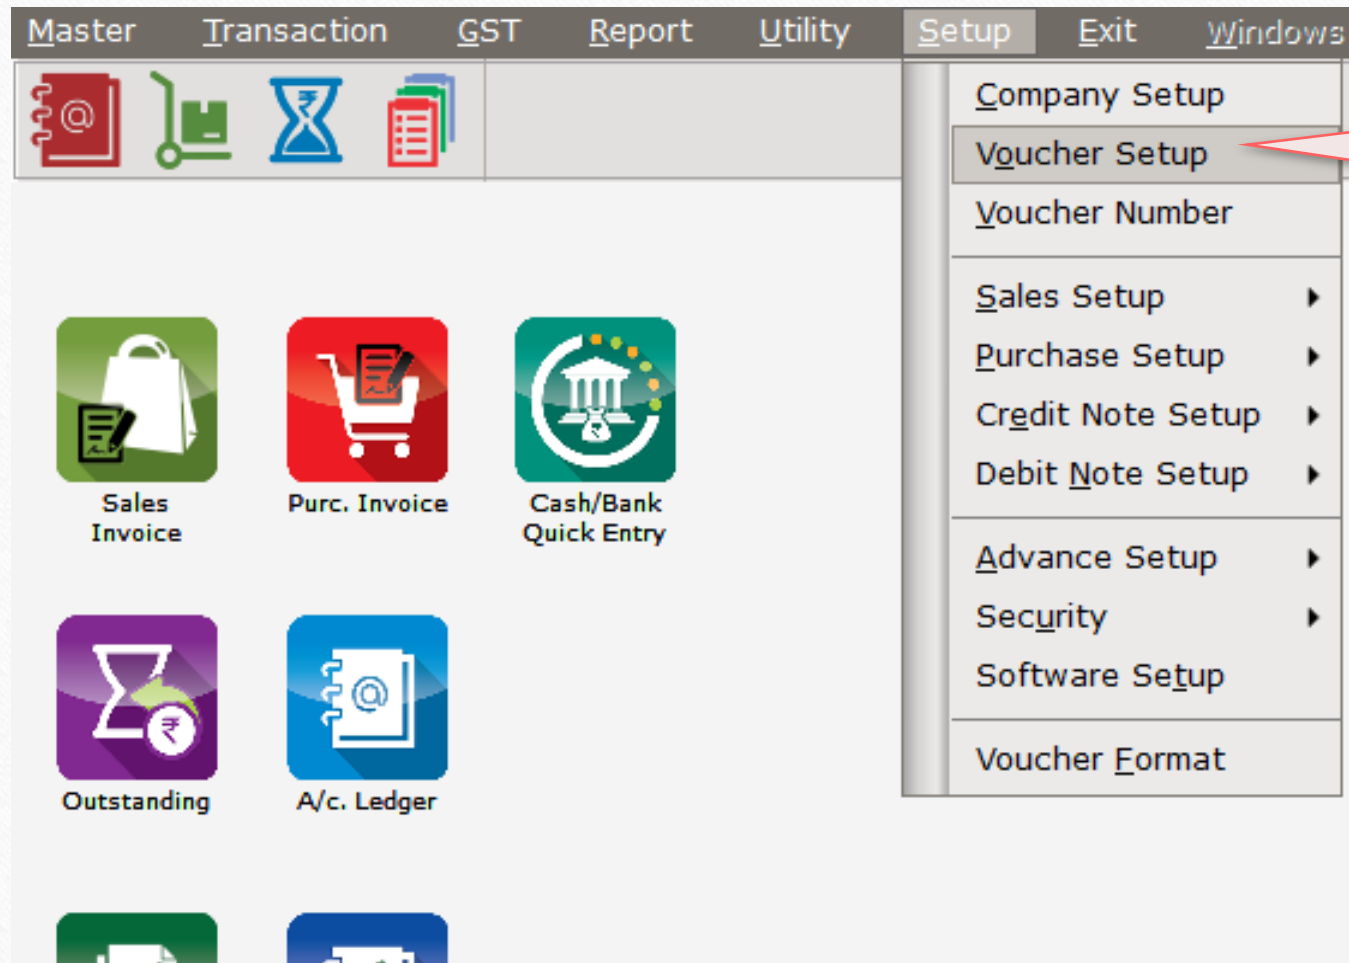 Master Transaction GST Report Utility Setup Exit Windows
Company Setup
Voucher Setup
Voucher Number
Sales Setup
Purchase Setup
Credit Note Setup
Debit Note Setup
Advance Setup
Security
Software Setup
Voucher Format
Sales
Invoice
Purc. Invoice
Cash/Bank
Quick Entry
Outstanding
A/c. Ledger